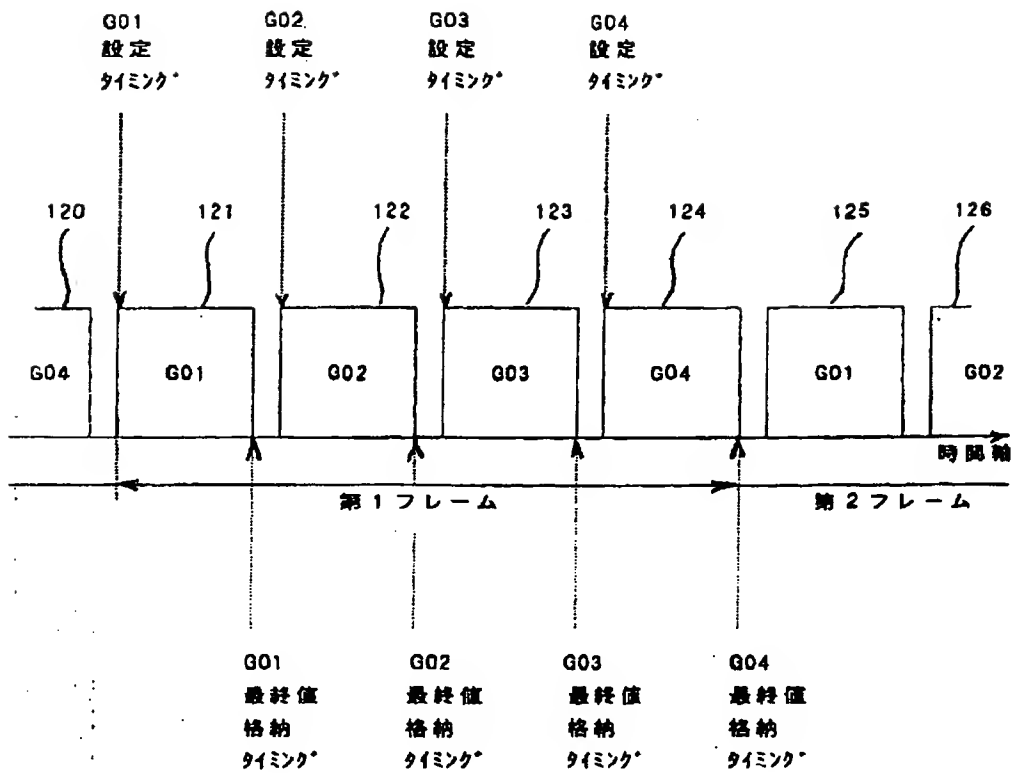 G01
設定
タイミング
G02
設定
タイミング
G03
設定
タイミング
G04
設定
タイミング
120
121
122
123
124
125
126
G04
G01
G02
G03
G04
G01
G02
時間軸
第1フレーム
第2フレーム
G01
最終値
格納
タイミング
G02
最終値
格納
タイミング
G03
最終値
格納
タイミング
G04
最終値
格納
タイミング